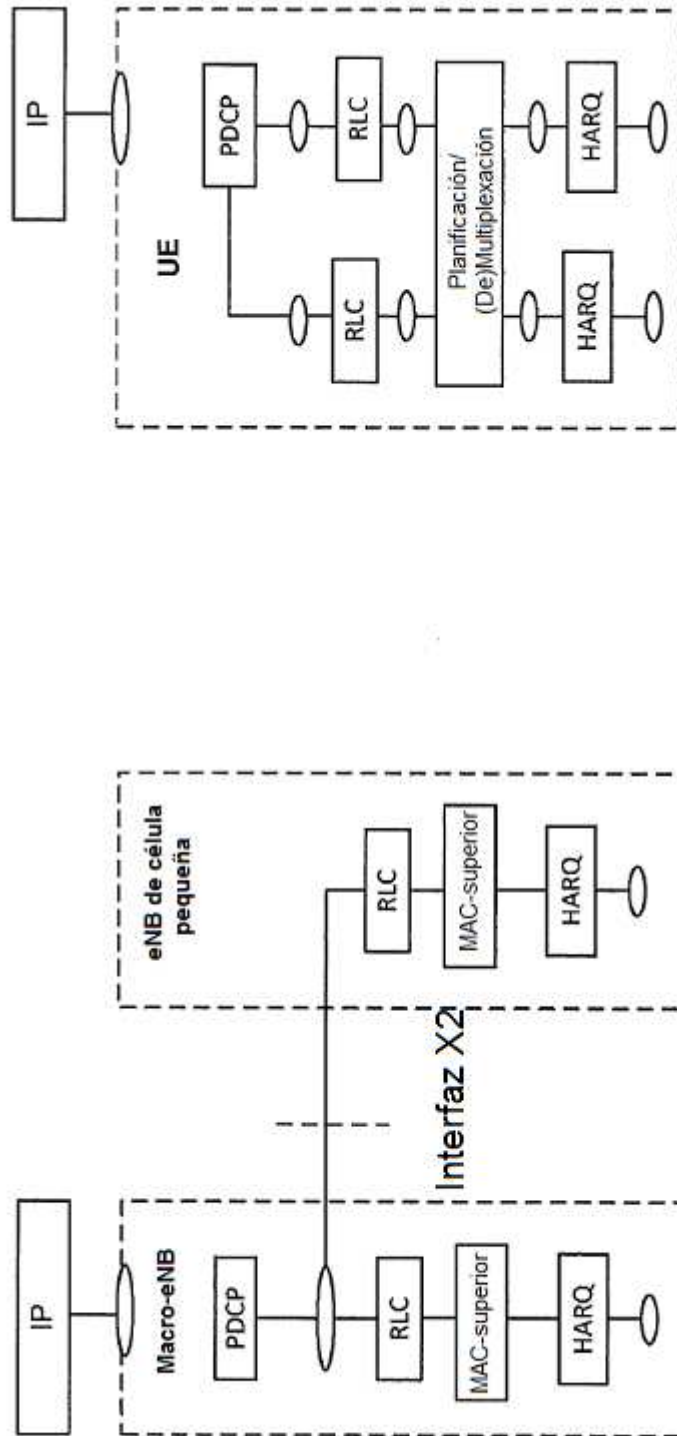 IP
Macro-eNB
PDCP
RLC
MAC-superior
HARQ
Interfaz X2
eNB de célula
pequeña
RLC
MAC-superior
HARQ
IP
UE
PDCP
RLC
RLC
Planificación/
(De)Multiplexación
HARQ
HARQ